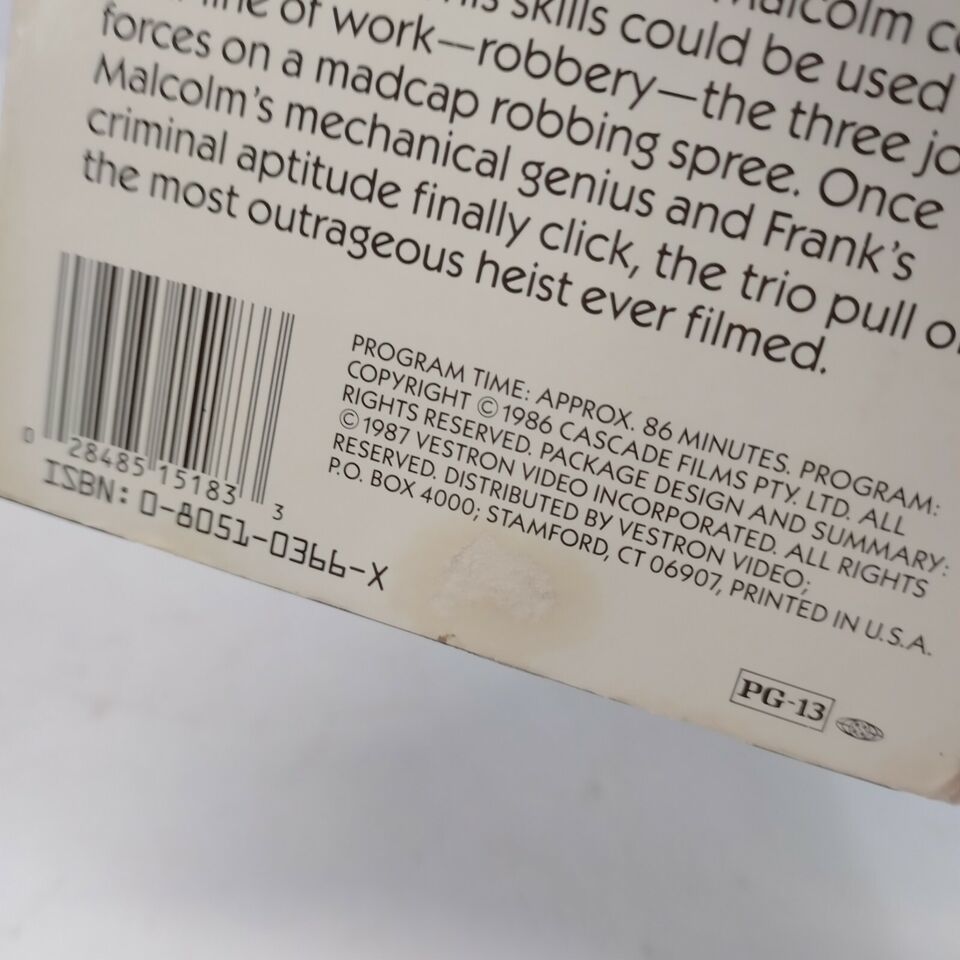 Malcolm
skills could be used
line of work—robbery—the three
forces on a madcap robbing spree. Once
Malcolm's mechanical genius and Frank's
criminal aptitude finally click, the trio pull
the most outrageous heist ever filmed.
PROGRAM TIME: APPROX. 86 MINUTES. PROGRAM:
COPYRIGHT © 1986 CASCADE FILMS PTY. LTD. ALL
RIGHTS RESERVED. PACKAGE DESIGN AND SUMMARY:
© 1987 VESTRON VIDEO INCORPORATED. ALL RIGHTS
RESERVED. DISTRIBUTED BY VESTRON VIDEO;
P.O. BOX 4000; STAMFORD, CT 06907, PRINTED IN U.S.A.
0 28485 15183 3
ISBN: 0-8051-0366-X
PG-13